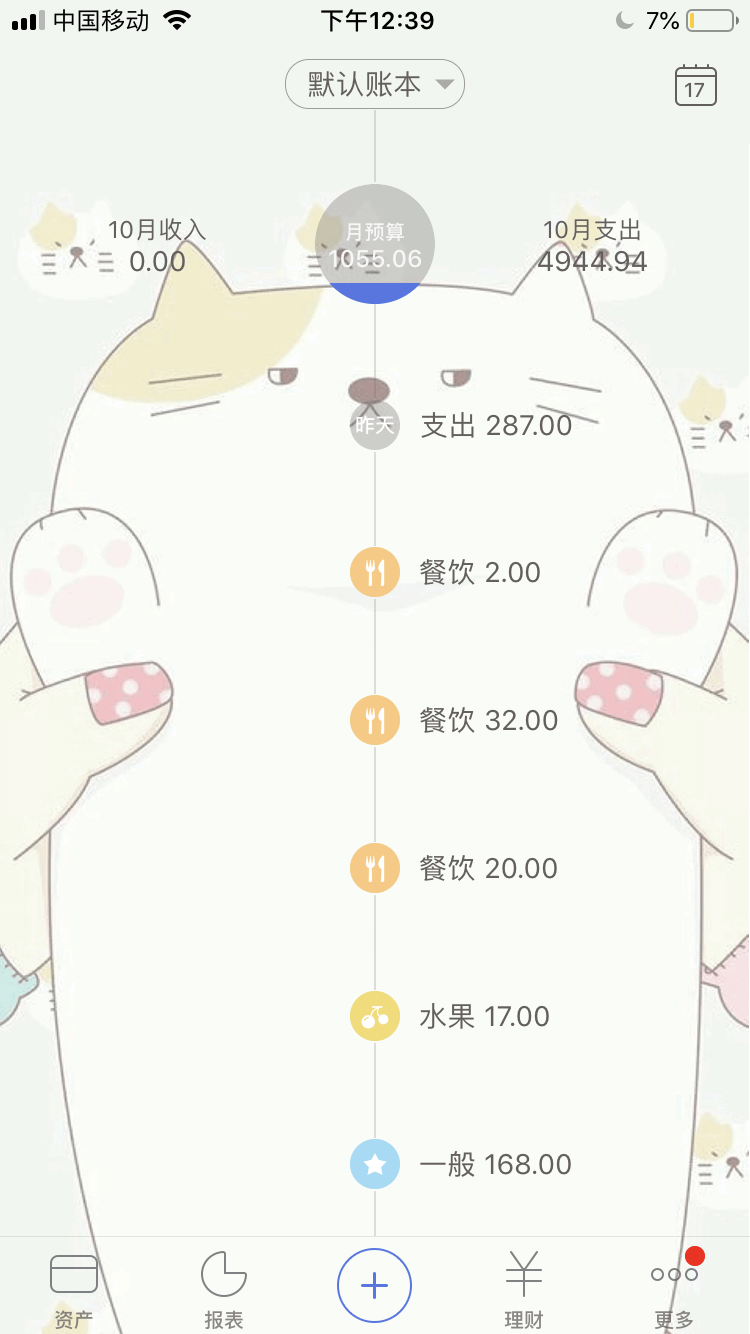 中国移动 下午12:39 7%
默认账本
17
10月收入
0.00
月预算
1055.06
10月支出
4944.94
昨天 支出 287.00
餐饮 2.00
餐饮 32.00
餐饮 20.00
水果 17.00
一般 168.00
资产 报表 理财 更多